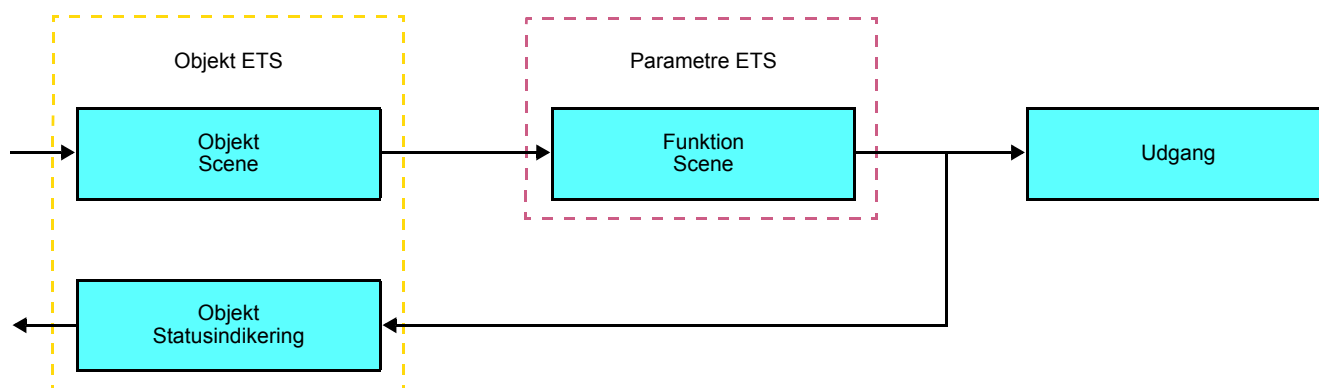 Objekt ETS
Parametre ETS
Objekt
Scene
Funktion
Scene
Udgang
Objekt
Statusindikering